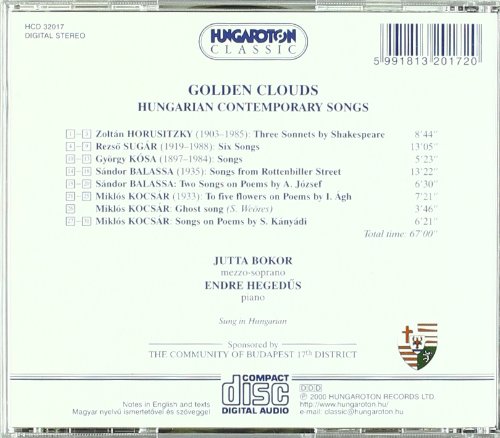 HCD 32017
DIGITAL STEREO
HUNGAROTON
CLASSIC
5 991813 201720
GOLDEN CLOUDS
HUNGARIAN CONTEMPORARY SONGS
1 – 3 Zoltán HORUSITZKY (1903–1985): Three Sonnets by Shakespeare 8'44"
Rezső SUGÁR (1919–1988): Six Songs 13'05"
György KÓSA (1897–1984): Songs 5'23"
Sándor BALASSA (1935): Songs from Rottenbiller Street 13'22"
Sándor BALASSA: Two Songs on Poems by A. József 6'30"
Miklós KOCSÁR (1933): To five flowers on Poems by I. Ágh 7'21"
Miklós KOCSÁR: Ghost song (S. Weöres) 3'46"
Miklós KOCSÁR: Songs on Poems by S. Kányádi 6'21"
Total time: 67'00"
JUTTA BOKOR
mezzo-soprano
ENDRE HEGEDŰS
piano
Sung in Hungarian
Sponsored by
THE COMMUNITY OF BUDAPEST 17th DISTRICT
Notes in English and texts
Magyar nyelvű ismertetővel és szöveggel
COMPACT
disc
DIGITAL AUDIO
DDD
℗ 2000 HUNGAROTON RECORDS LTD.
http://www.hungaroton.hu/
e-mail: classic@hungaroton.hu